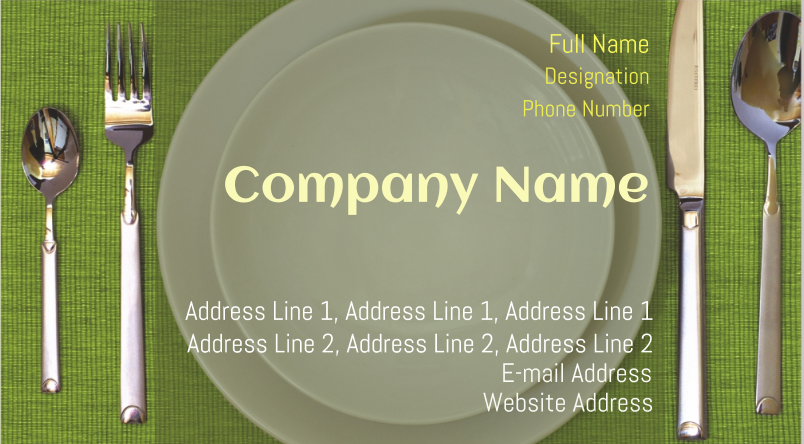 Full Name
Designation
Phone Number
Company Name
Address Line 1, Address Line 1, Address Line 1
Address Line 2, Address Line 2, Address Line 2
E-mail Address
Website Address